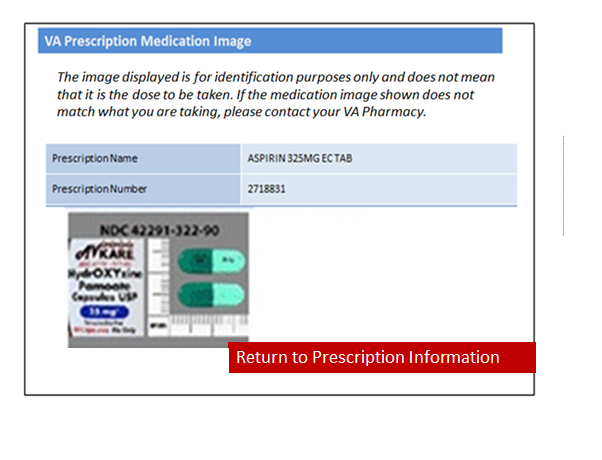 VA Prescription Medication Image
The image displayed is for identification purposes only and does not mean
that it is the dose to be taken. If the medication image shown does not
match what you are taking, please contact your VA Pharmacy.
Prescription Name ASPIRIN 325MG EC TAB
Prescription Number 2718831
NDC 42291-322-90
AVKARE
HydrOXYzine
Pamoate
Capsules USP
25 mg
Return to Prescription Information